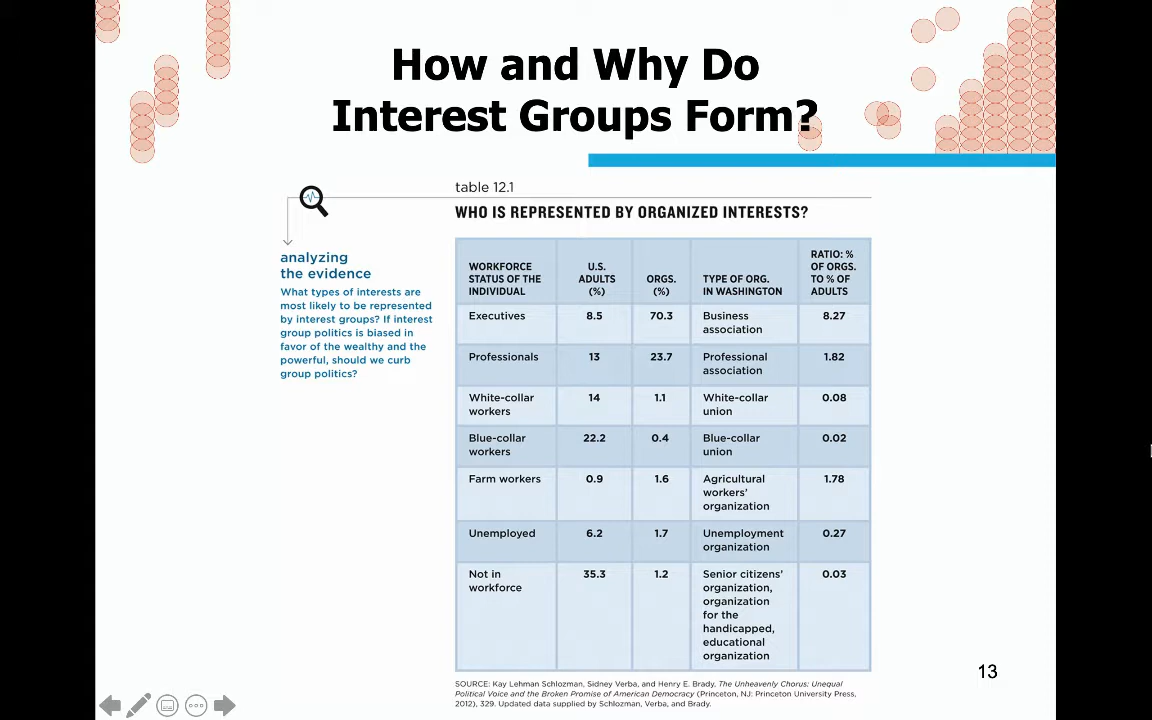 How and Why Do
Interest Groups Form?
table 12.1
WHO IS REPRESENTED BY ORGANIZED INTERESTS?
analyzing
the evidence
What types of interests are
most likely to be represented
by interest groups? If interest
group politics is biased in
favor of the wealthy and the
powerful, should we curb
group politics?
WORKFORCE
STATUS OF THE
INDIVIDUAL
U.S.
ADULTS
(%)
ORGS.
(%)
TYPE OF ORG.
IN WASHINGTON
RATIO: %
OF ORGS.
TO % OF
ADULTS
Executives 8.5 70.3 Business 8.27
association
Professionals 13 23.7 Professional 1.82
association
White-collar 14 1.1 White-collar 0.08
workers union
Blue-collar 22.2 0.4 Blue-collar 0.02
workers union
Farm workers 0.9 1.6 Agricultural 1.78
workers'
organization
Unemployed 6.2 1.7 Unemployment 0.27
organization
Not in 35.3 1.2 Senior citizens' 0.03
workforce organization,
organization
for the
handicapped,
educational
organization
13
SOURCE: Kay Lehman Schlozman, Sidney Verba, and Henry E. Brady, The Unheavenly Chorus: Unequal
Political Voice and the Broken Promise of American Democracy (Princeton, NJ: Princeton University Press,
2012), 329. Updated data supplied by Schlozman, Verba, and Brady.